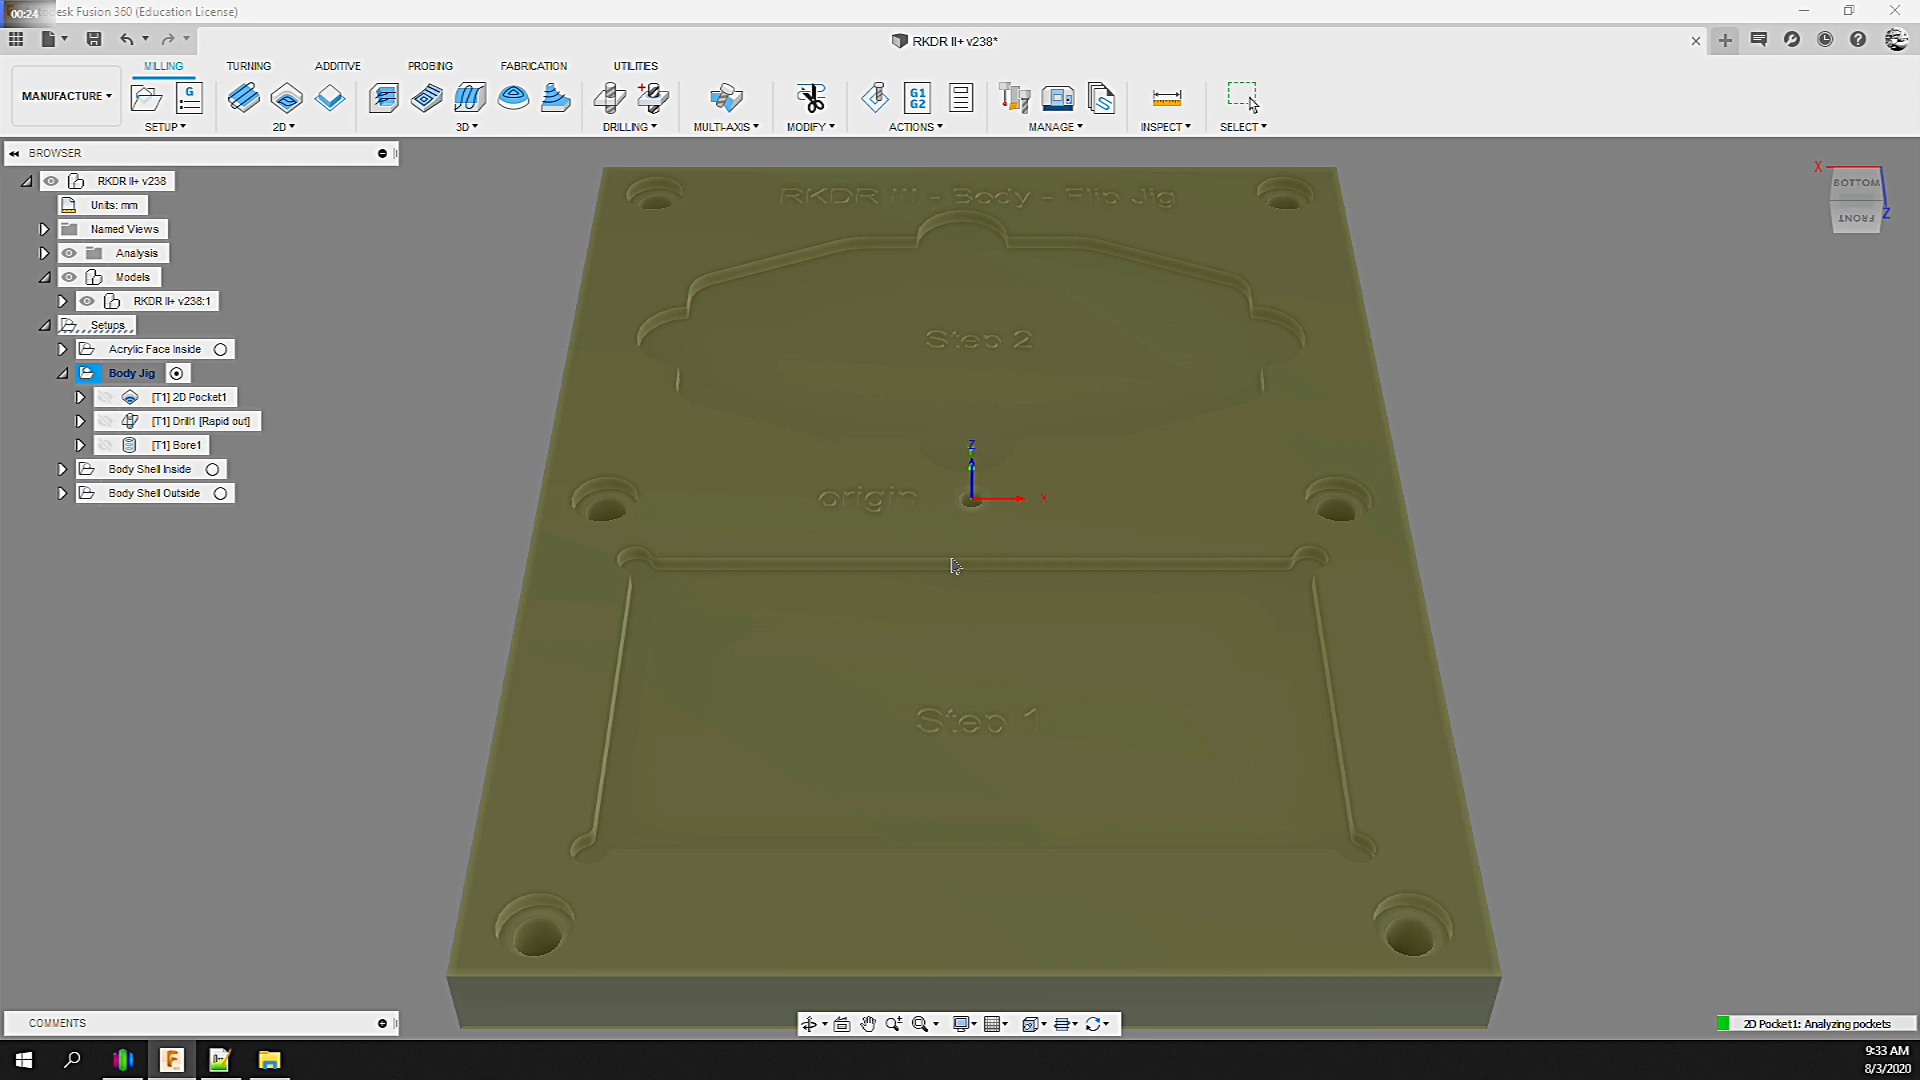 00:24
esk Fusion 360 (Education License)
RKDR II+ v238*
MANUFACTURE
MILLING
TURNING
ADDITIVE
PROBING
FABRICATION
UTILITIES
G
G1
G2
SETUP
2D
3D
DRILLING
MULTI-AXIS
MODIFY
ACTIONS
MANAGE
INSPECT
SELECT
BROWSER
RKDR II+ v238
Units: mm
Named Views
Analysis
Models
RKDR II+ v238:1
Setups
Acrylic Face Inside
Body Jig
[T1] 2D Pocket1
[T1] Drill1 [Rapid out]
[T1] Bore1
Body Shell Inside
Body Shell Outside
RKDR III - Body - Flip Jig
Step 2
Z
X
origin
Step 1
X
BOTTOM
FRONT
Z
COMMENTS
2D Pocket1: Analyzing pockets
F
9:33 AM
8/3/2020